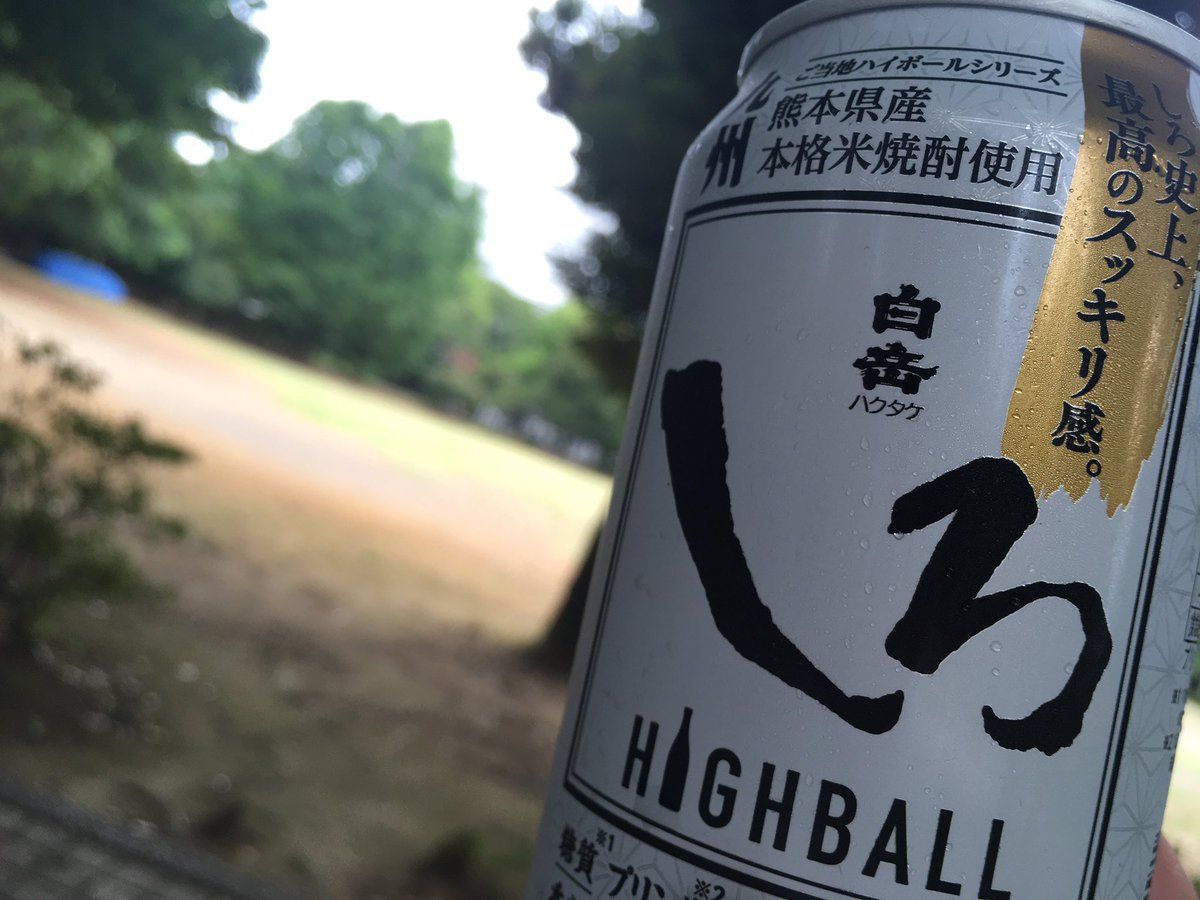 ご当地ハイボールシリーズ
九州
熊本県産
本格米焼酎使用
しろ史上、
最高のスッキリ感。
白岳
ハクタケ
しろ
HIGHBALL
※1 ※2
糖質 プリン